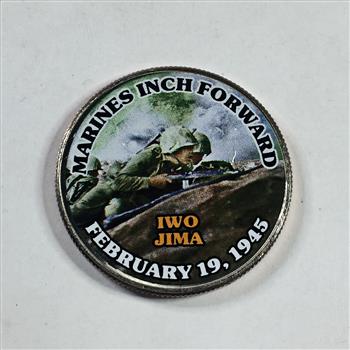 MARINES INCH FORWARD
IWO
JIMA
FEBRUARY 19, 1945